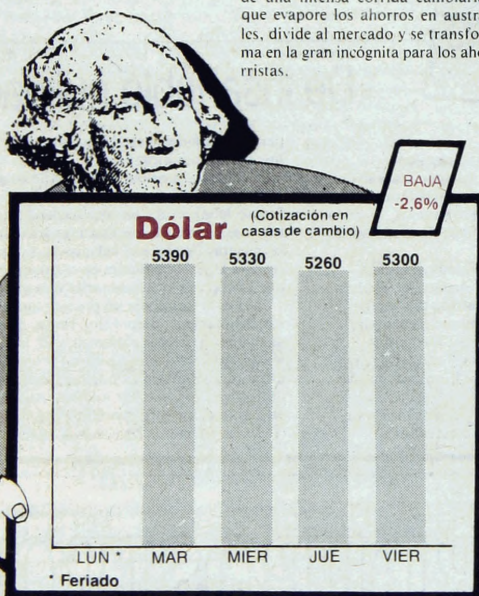 que evapore los ahorros en austra-
les, divide al mercado y se transfor-
ma en la gran incógnita para los aho-
rristas.
BAJA
-2,6%
Dólar (Cotización en
casas de cambio)
5390 5330 5260 5300
LUN * MAR MIER JUE VIER
* Feriado